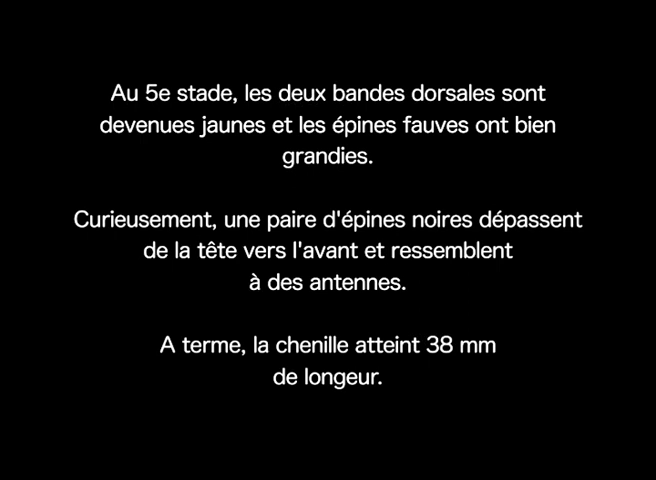 Au 5e stade, les deux bandes dorsales sont
devenues jaunes et les épines fauves ont bien
grandies.
Curieusement, une paire d'épines noires dépassent
de la tête vers l'avant et ressemblent
à des antennes.
A terme, la chenille atteint 38 mm
de longeur.